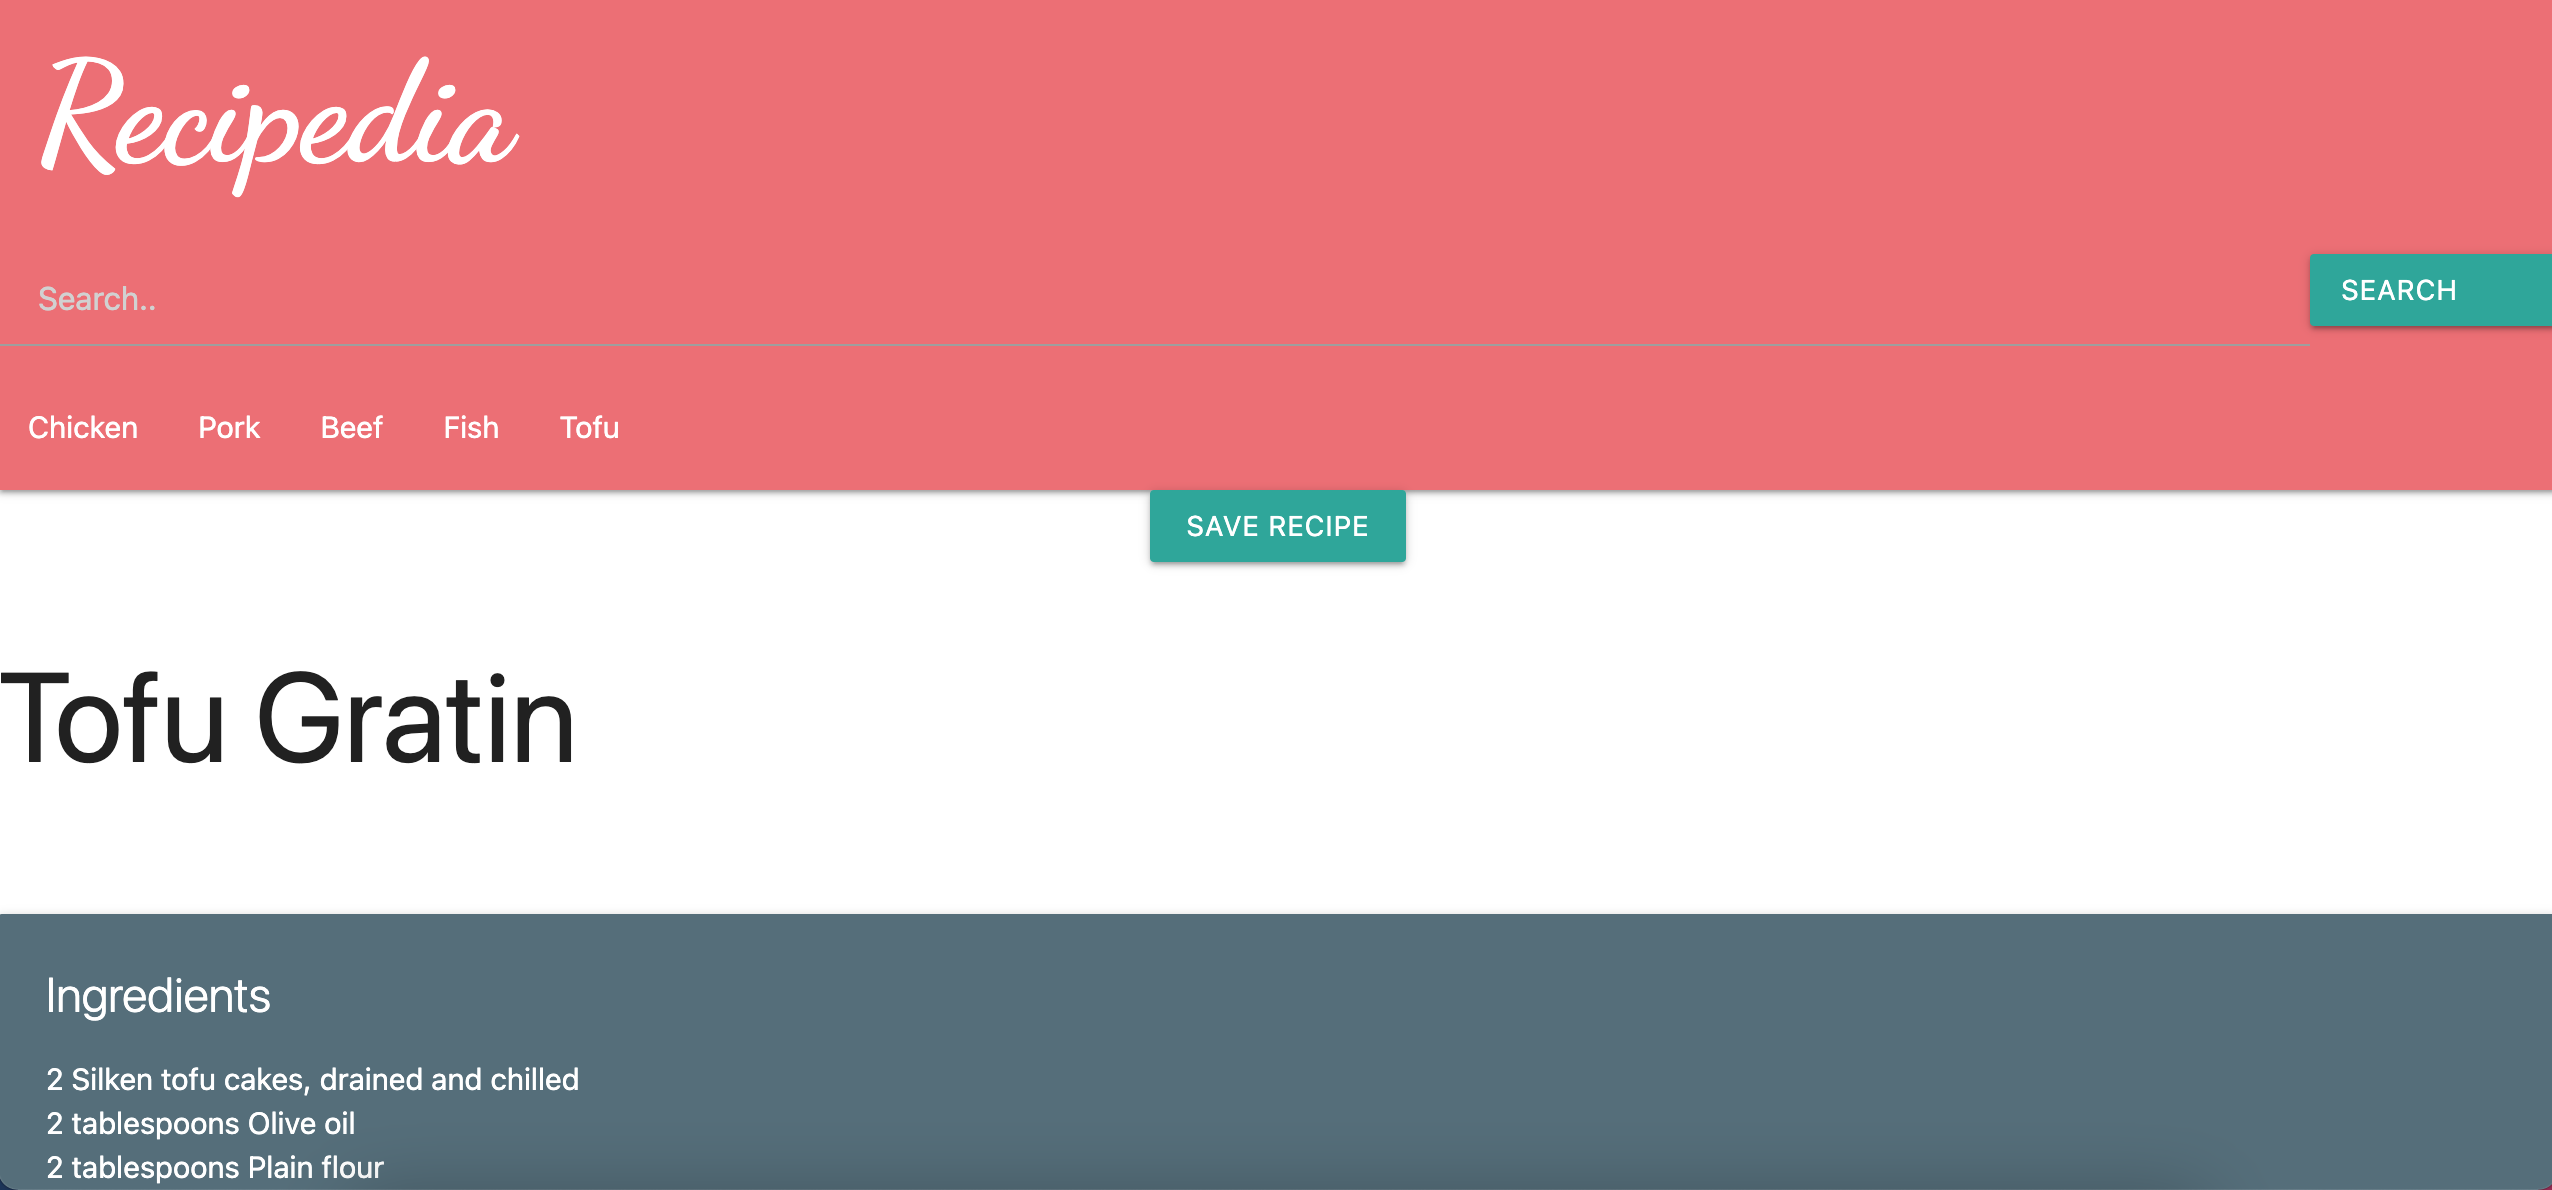 Recipedia
Search..
SEARCH
Chicken Pork Beef Fish Tofu
SAVE RECIPE
Tofu Gratin
Ingredients
2 Silken tofu cakes, drained and chilled
2 tablespoons Olive oil
2 tablespoons Plain flour